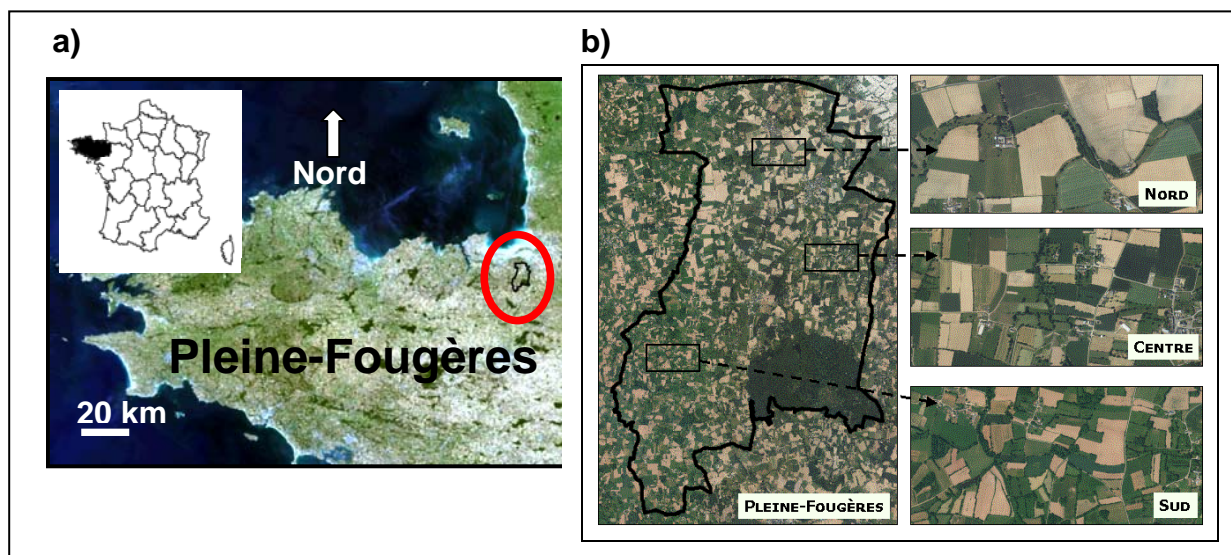 a)
Nord
Pleine-Fougères
20 km
b)
PLEINE-FOUGÈRES
NORD
CENTRE
SUD